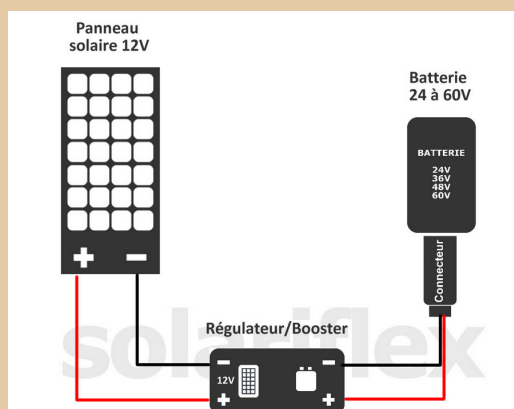 Panneau
solaire 12V
Batterie
24 à 60V
BATTERIE
24V
36V
48V
60V
Connecteur
+ −
solariflex
Régulateur/Booster
− −
12V
+ +